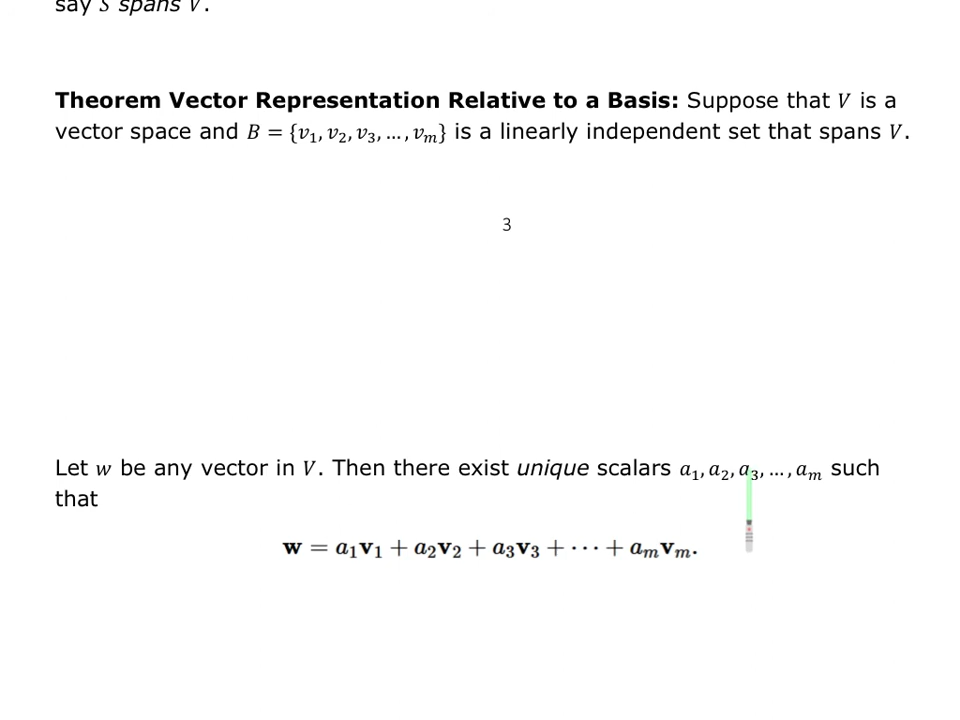 say S spans V.
Theorem Vector Representation Relative to a Basis: Suppose that V is a
vector space and B = {v₁, v₂, v₃, …, vₘ} is a linearly independent set that spans V.
3
Let w be any vector in V. Then there exist unique scalars a₁, a₂, a₃, …, aₘ such
that
w = a₁v₁ + a₂v₂ + a₃v₃ + ⋯ + aₘvₘ.